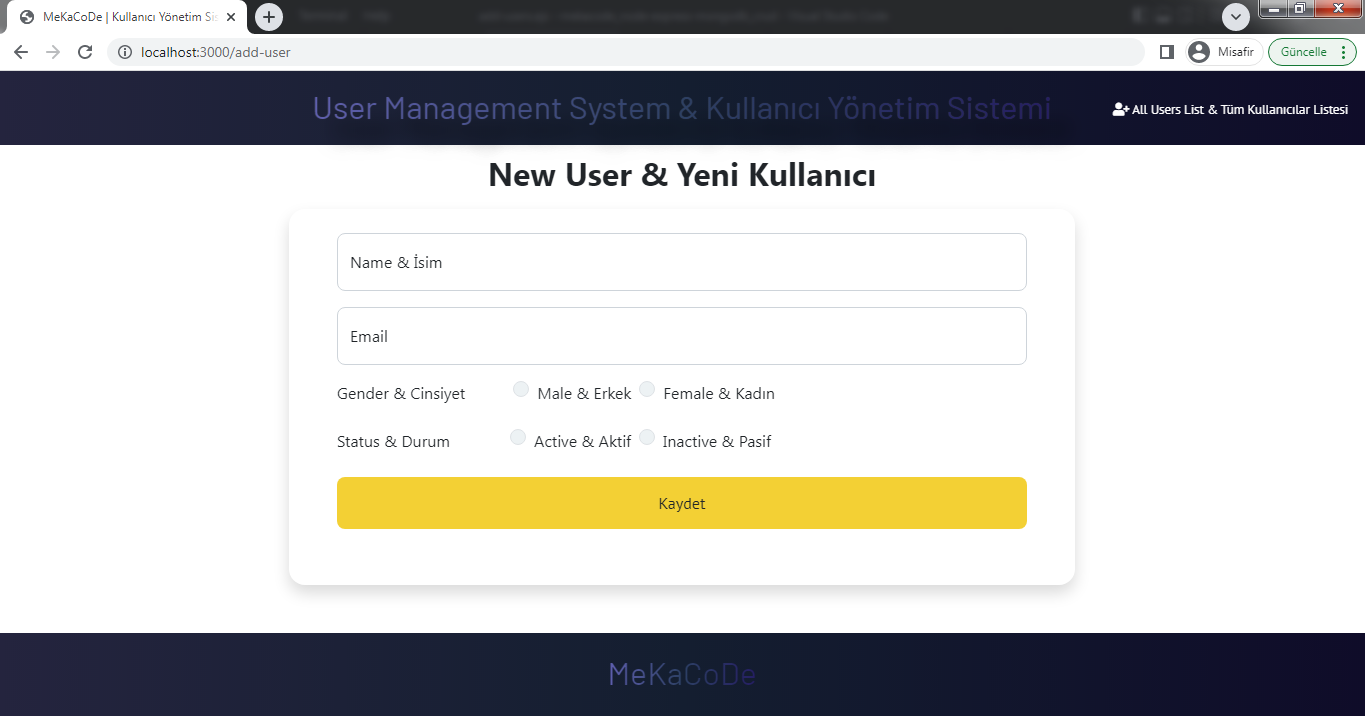 MeKaCoDe | Kullanıcı Yönetim Sis
localhost:3000/add-user
Misafir
Güncelle
User Management System & Kullanıcı Yönetim Sistemi
All Users List & Tüm Kullanıcılar Listesi
New User & Yeni Kullanıcı
Name & İsim
Email
Gender & Cinsiyet Male & Erkek Female & Kadın
Status & Durum Active & Aktif Inactive & Pasif
Kaydet
MeKaCoDe